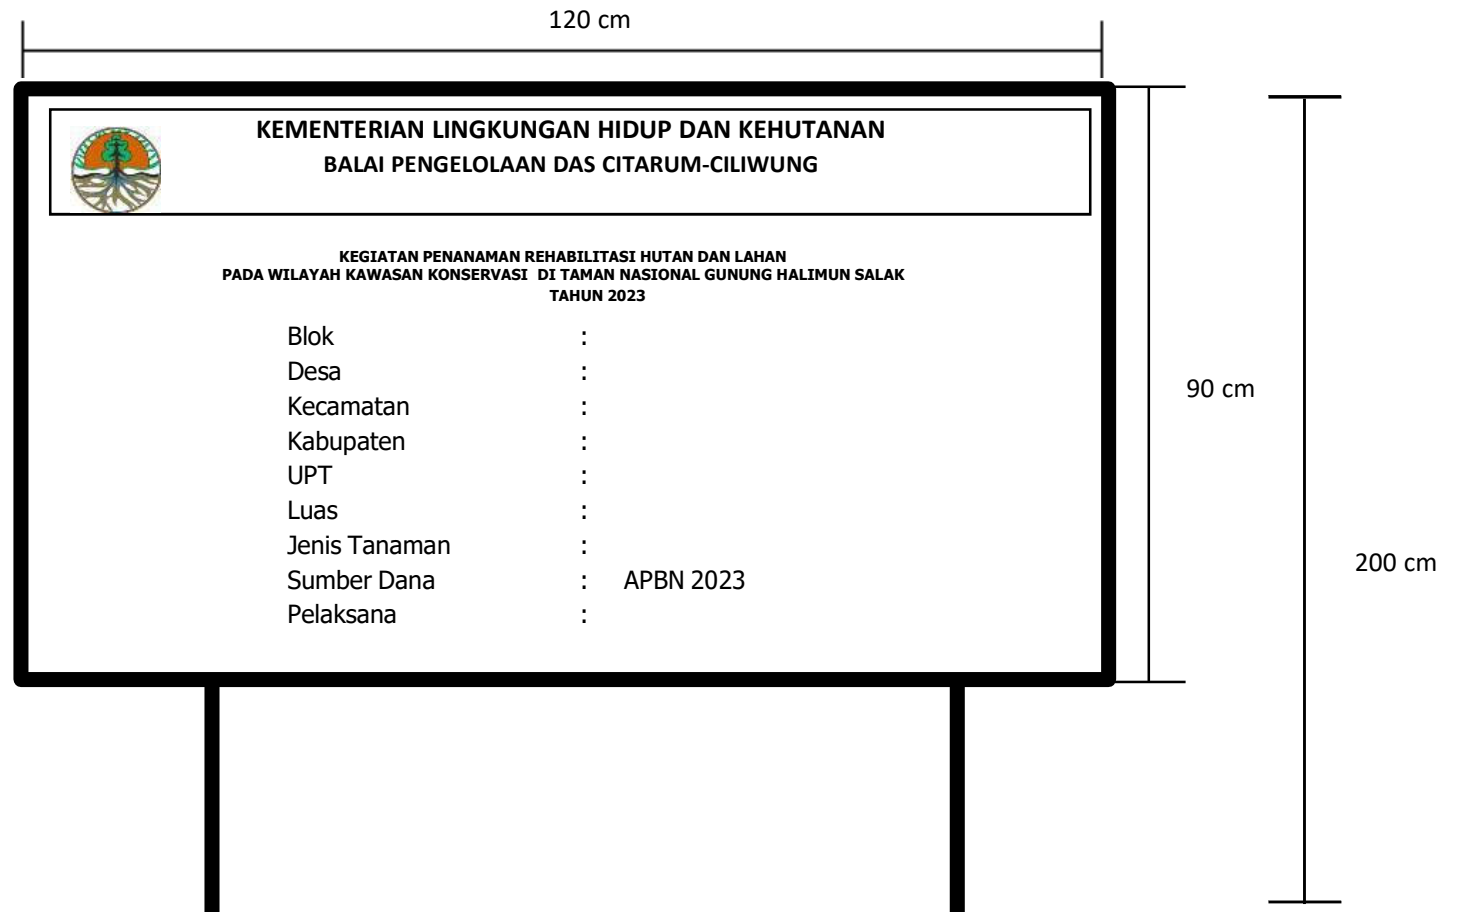 120 cm
KEMENTERIAN LINGKUNGAN HIDUP DAN KEHUTANAN
BALAI PENGELOLAAN DAS CITARUM-CILIWUNG
KEGIATAN PENANAMAN REHABILITASI HUTAN DAN LAHAN
PADA WILAYAH KAWASAN KONSERVASI DI TAMAN NASIONAL GUNUNG HALIMUN SALAK
TAHUN 2023
Blok :
Desa :
Kecamatan :
Kabupaten :
UPT :
Luas :
Jenis Tanaman :
Sumber Dana : APBN 2023
Pelaksana :
90 cm
200 cm